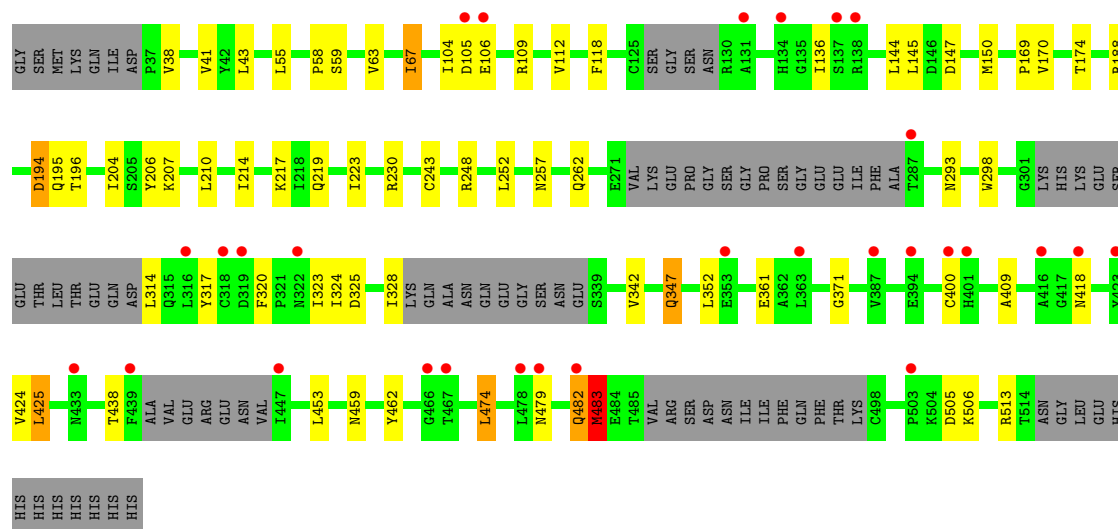 GLY SER MET LYS GLN ILE ASP P37 V38 V41 Y42 L43 L55 P58 S59 V63 I67 I104 D105 E106 R109 V112 F118 C125 SER GLY SER ASN R130 A131 H134 G135 I136 S137 R138 L144 L145 D146 D147 M150 P169 V170 T174
D194 Q195 T196 I204 S205 Y206 K207 L210 I214 K217 I218 Q219 I223 R230 C243 R248 L252 N257 Q262 E271 VAL LYS GLU PRO GLY SER GLY PRO SER GLY GLU GLU ILE PHE ALA T287 N293 W298 G301 LYS HIS LYS GLU SER
GLU THR LEU THR GLU GLN ASP L314 Q315 L316 Y317 C318 D319 F320 P321 N322 I323 I324 D325 I328 LYS GLN ALA ASN GLN GLU GLY SER ASN GLU S339 V342 Q347 L352 E353 E361 A362 L363 G371 V387 E394 C400 H401 A409 A416 G417 N418
V424 L425 N433 T438 F439 ALA VAL GLU ARG GLU ASN VAL I447 L453 N459 Y462 G466 T467 L474 L478 N479 Q482 M483 E484 T485 VAL ARG SER ASP ASN ILE ILE PHE GLN PHE THR LYS C498 P503 K504 D505 K506 R513 T514 ASN GLY LEU GLU HIS
HIS HIS HIS HIS HIS HIS HIS